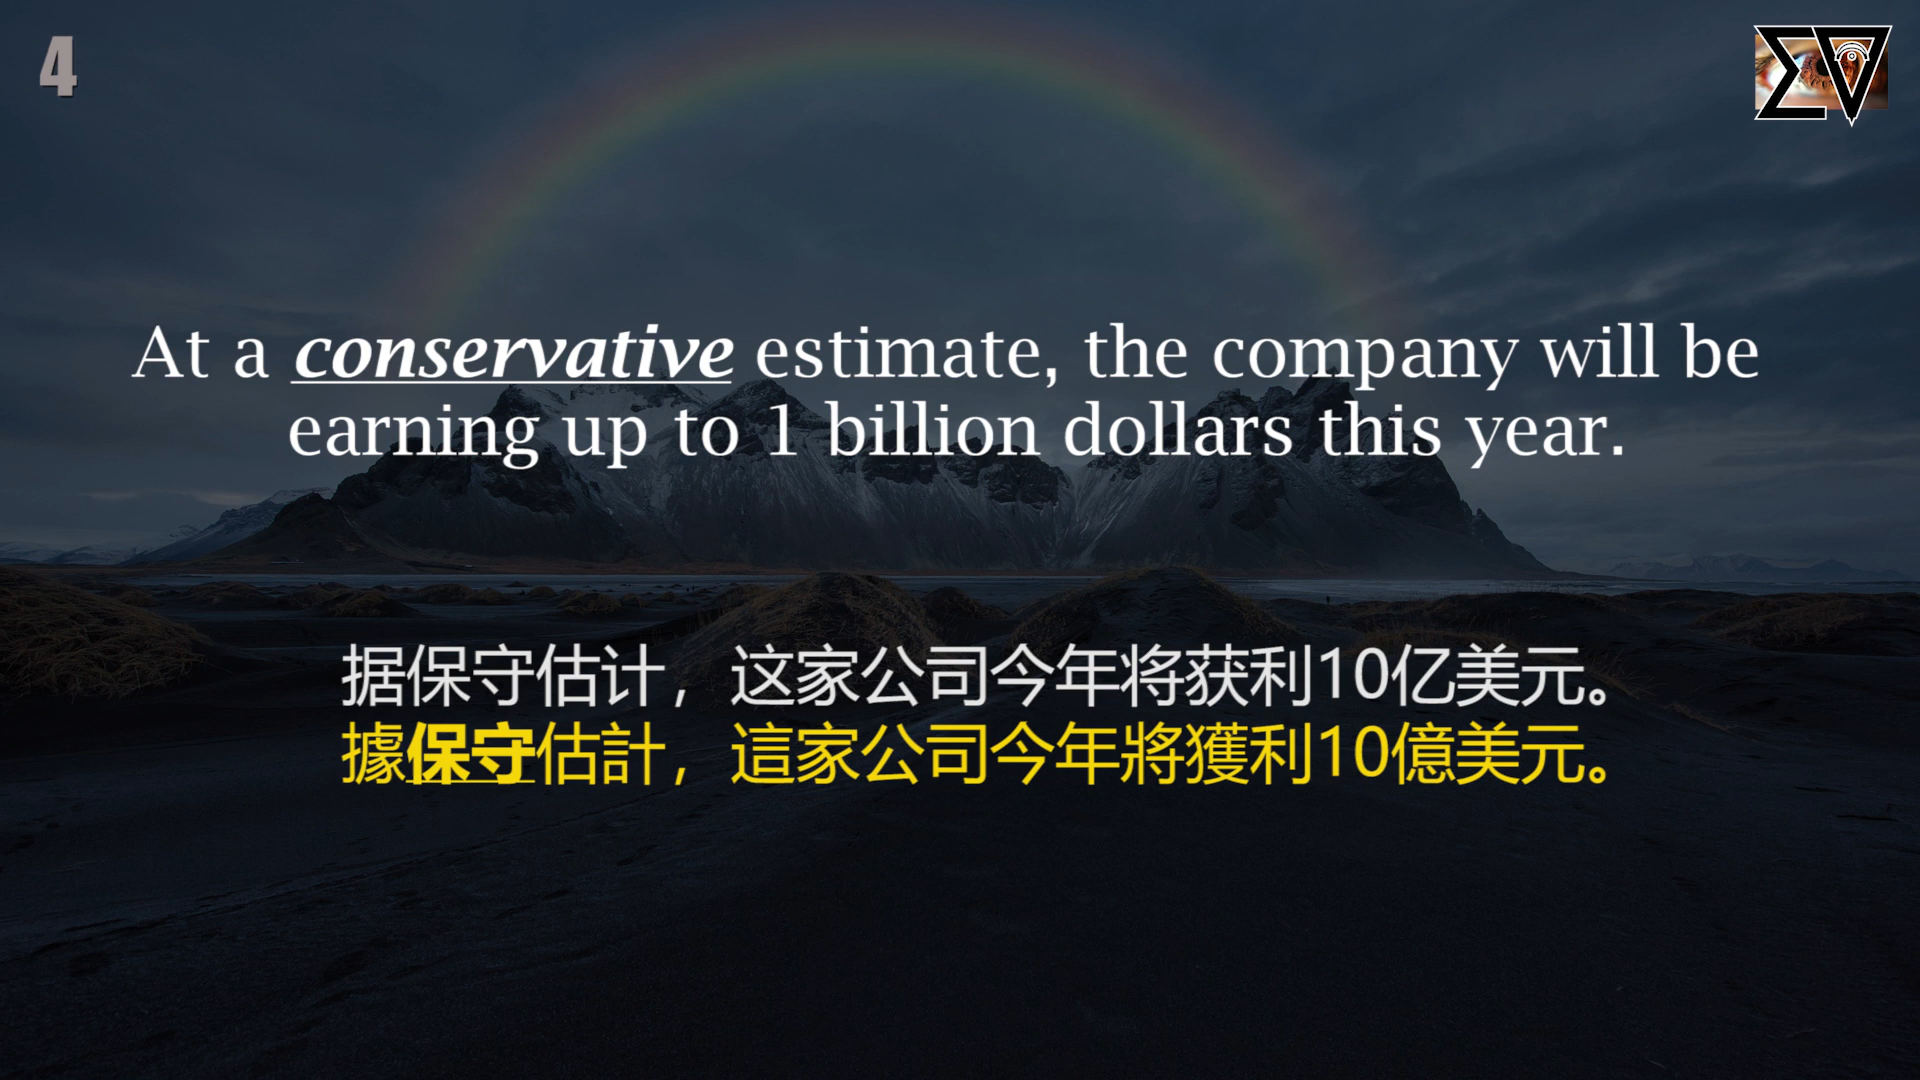 4
At a conservative estimate, the company will be
earning up to 1 billion dollars this year.
据保守估计，这家公司今年将获利10亿美元。
據保守估計，這家公司今年將獲利10億美元。